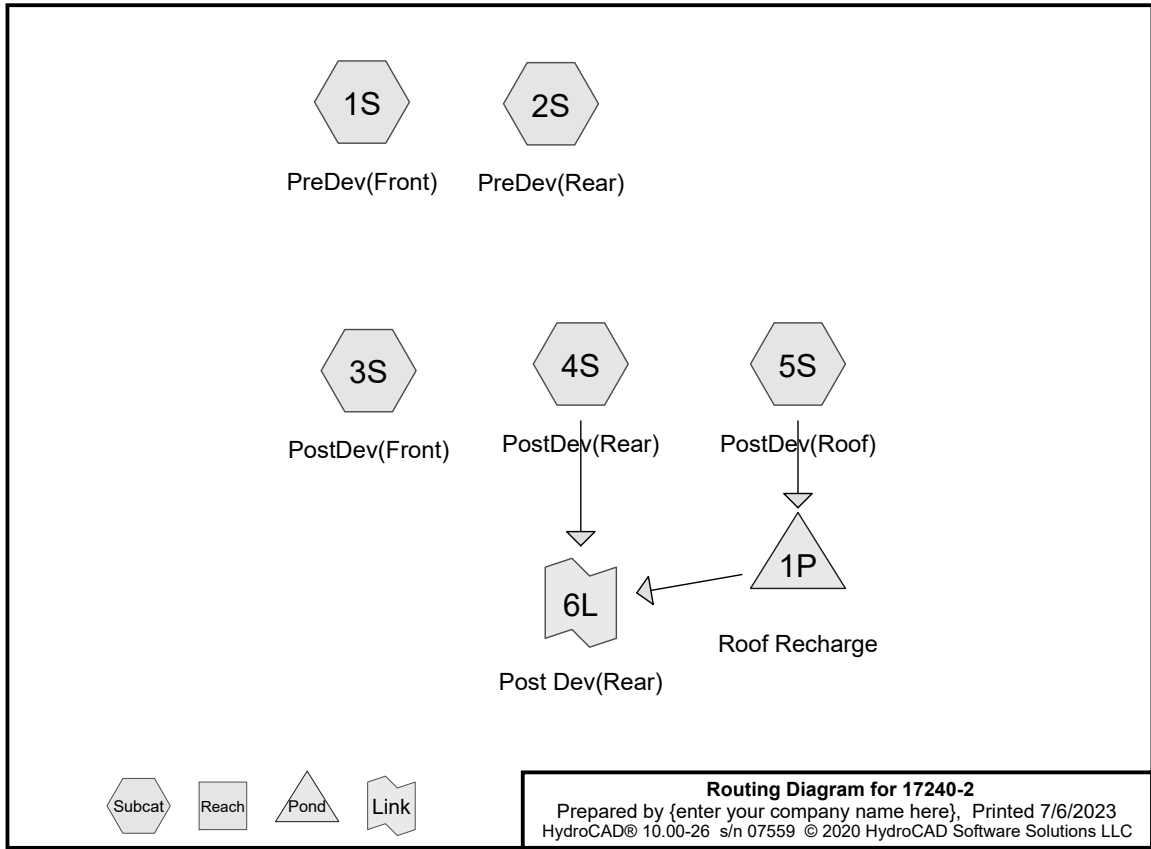 1S
2S
PreDev(Front)
PreDev(Rear)
3S
4S
5S
PostDev(Front)
PostDev(Rear)
PostDev(Roof)
1P
6L
Roof Recharge
Post Dev(Rear)
Subcat
Reach
Pond
Link
Routing Diagram for 17240-2
Prepared by {enter your company name here}, Printed 7/6/2023
HydroCAD® 10.00-26 s/n 07559 © 2020 HydroCAD Software Solutions LLC